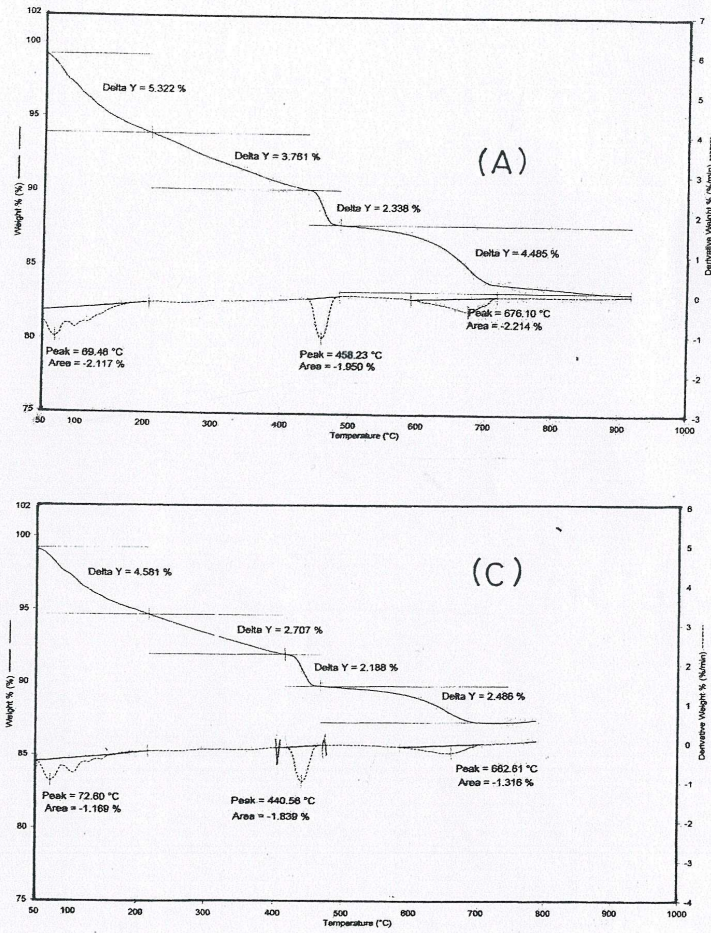 102
100
95
90
85
80
75
Weight % (%)
Delta Y = 5.322 %
Delta Y = 3.761 %
Delta Y = 2.338 %
Delta Y = 4.485 %
(A)
Peak = 69.46 °C
Area = -2.117 %
Peak = 458.23 °C
Area = -1.950 %
Peak = 676.10 °C
Area = -2.214 %
7
6
5
4
3
2
1
0
-1
-2
-3
Derivative Weight % (%/min)
50 100 200 300 400 500 600 700 800 900 1000
Temperature (°C)
102
100
95
90
85
80
75
Weight % (%)
Delta Y = 4.581 %
Delta Y = 2.707 %
Delta Y = 2.188 %
Delta Y = 2.486 %
(C)
Peak = 72.60 °C
Area = -1.169 %
Peak = 440.56 °C
Area = -1.839 %
Peak = 662.61 °C
Area = -1.316 %
6
5
4
3
2
1
0
-1
-2
-3
-4
Derivative Weight % (%/min)
50 100 200 300 400 500 600 700 800 900 1000
Temperature (°C)